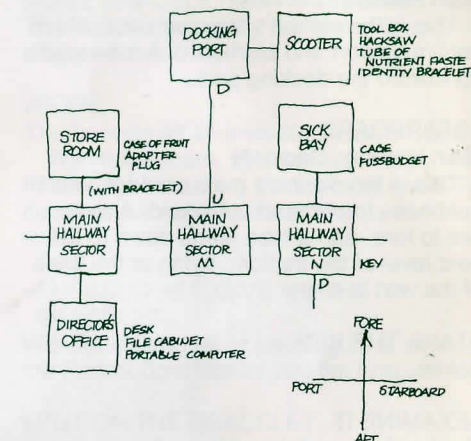 DOCKING
PORT
SCOOTER
TOOL BOX
HACKSAW
TUBE OF
NUTRIENT PASTE
IDENTITY BRACELET
D
STORE
ROOM
CASE OF FRUIT
ADAPTER
PLUG
SICK
BAY
CAGE
FUSSBUDGET
(WITH BRACELET)
U
MAIN
HALLWAY
SECTOR
L
MAIN
HALLWAY
SECTOR
M
MAIN
HALLWAY
SECTOR
N
KEY
D
DIRECTOR'S
OFFICE
DESK
FILE CABINET
PORTABLE COMPUTER
FORE
PORT
STARBOARD
AFT